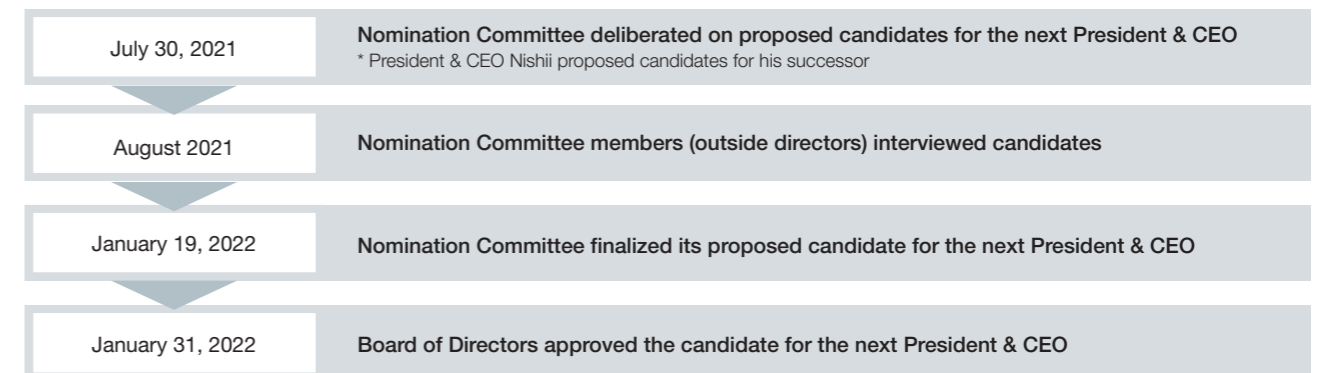 July 30, 2021
Nomination Committee deliberated on proposed candidates for the next President & CEO
* President & CEO Nishii proposed candidates for his successor
August 2021
Nomination Committee members (outside directors) interviewed candidates
January 19, 2022
Nomination Committee finalized its proposed candidate for the next President & CEO
January 31, 2022
Board of Directors approved the candidate for the next President & CEO